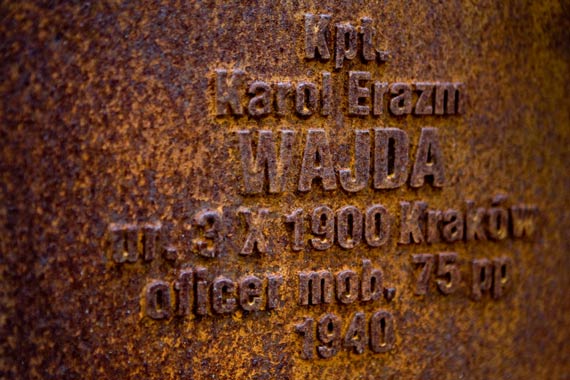 Kpt.
Karol Erazm
WAJDA
ur. 3 X 1900 Kraków
oficer mob. 75 pp
1940